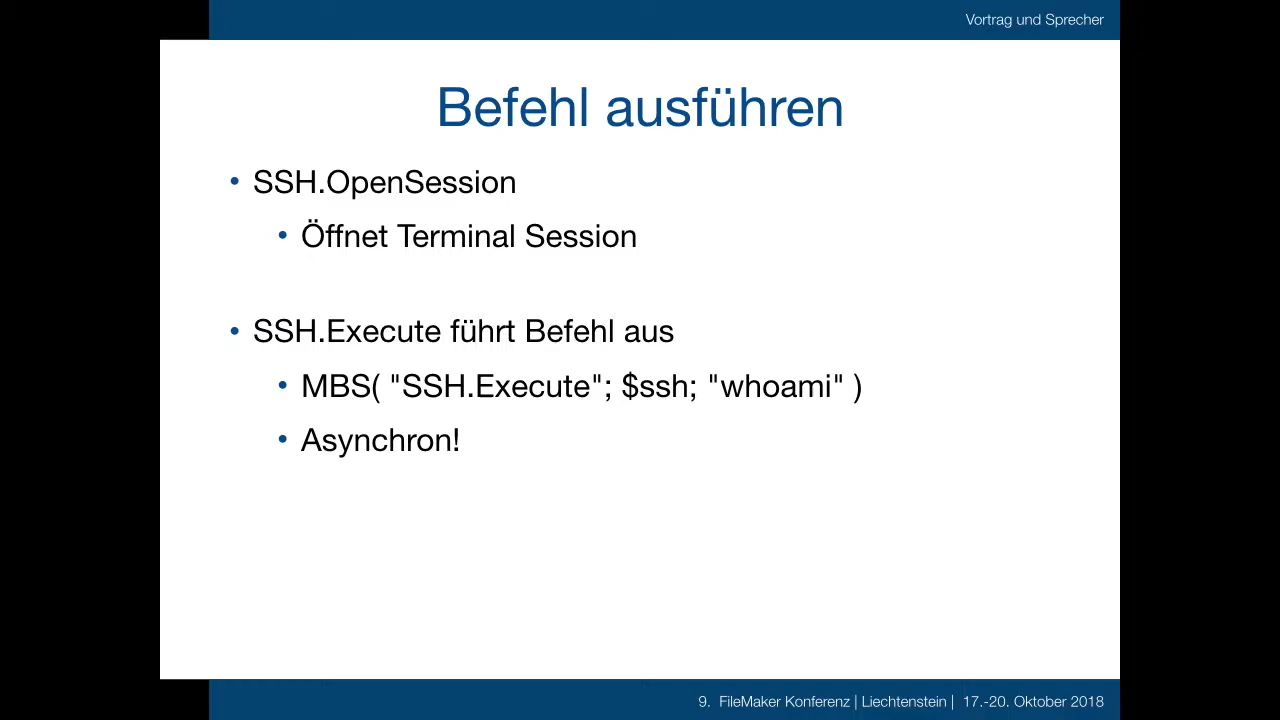 Vortrag und Sprecher
Befehl ausführen
• SSH.OpenSession
• Öffnet Terminal Session
• SSH.Execute führt Befehl aus
• MBS( "SSH.Execute"; $ssh; "whoami" )
• Asynchron!
9. FileMaker Konferenz | Liechtenstein | 17.-20. Oktober 2018